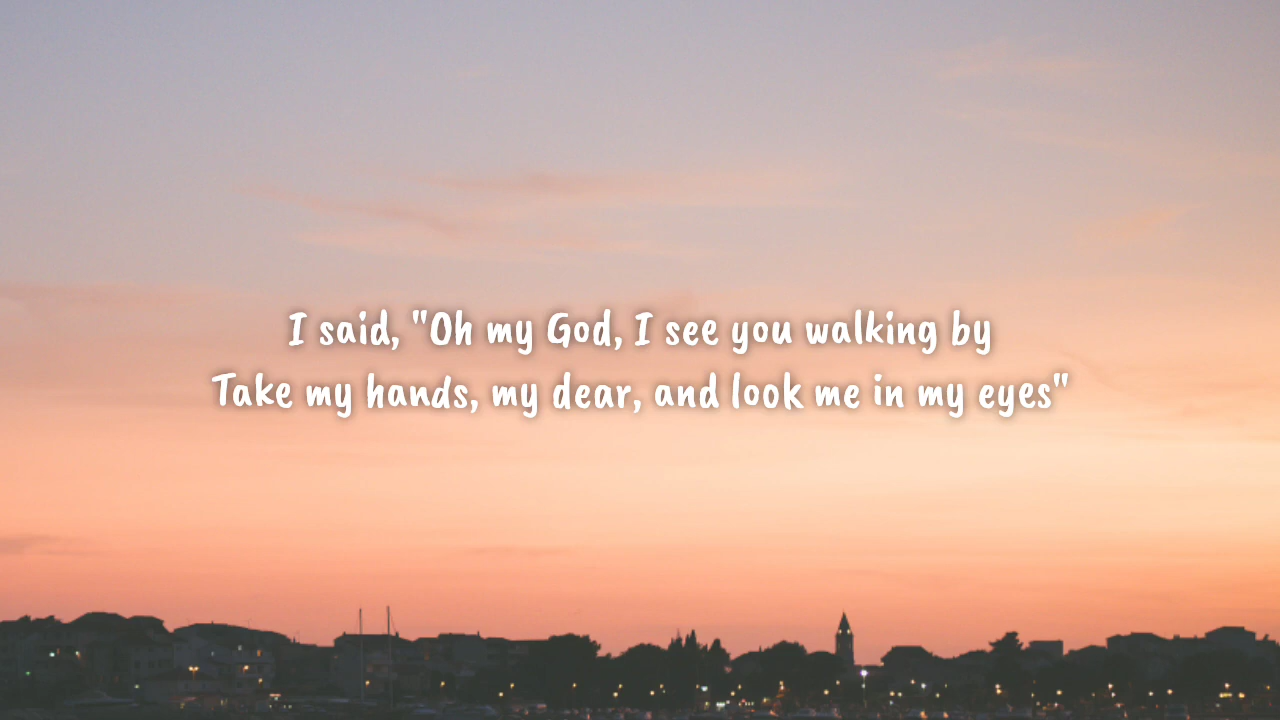 I said, "Oh my God, I see you walking by
Take my hands, my dear, and look me in my eyes"